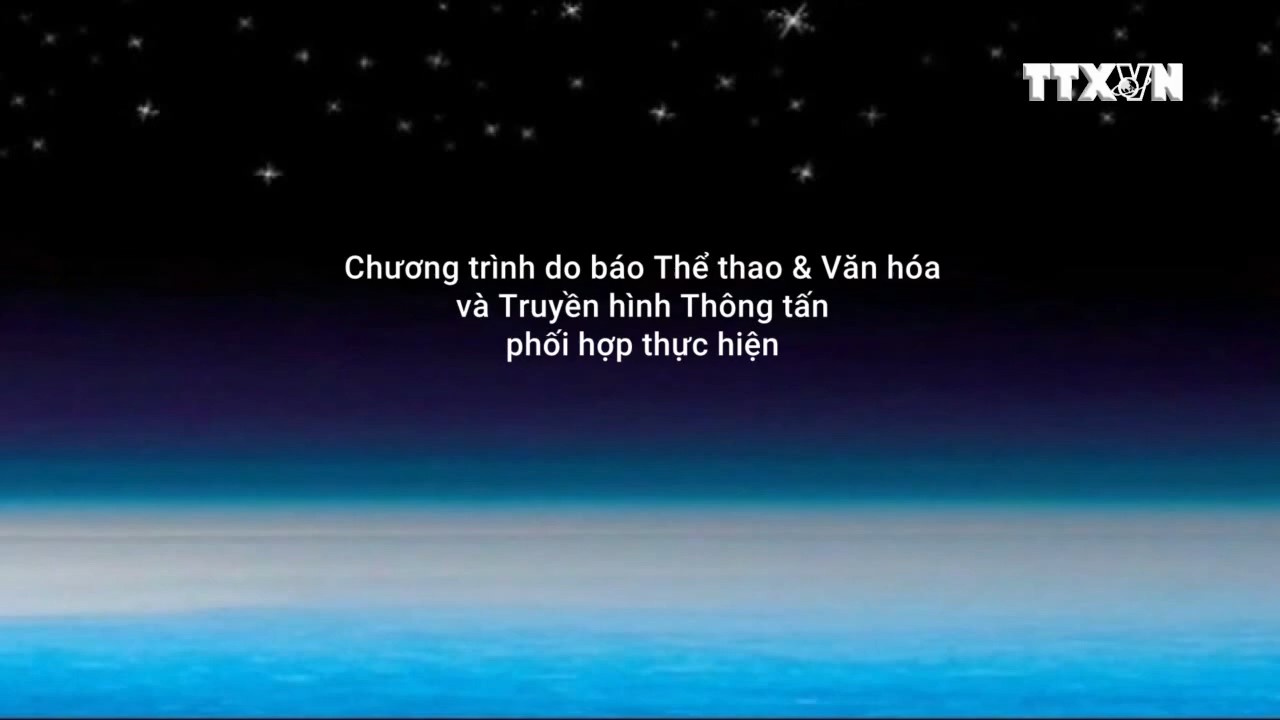 TTXVN
Chương trình do báo Thể thao & Văn hóa
và Truyền hình Thông tấn
phối hợp thực hiện